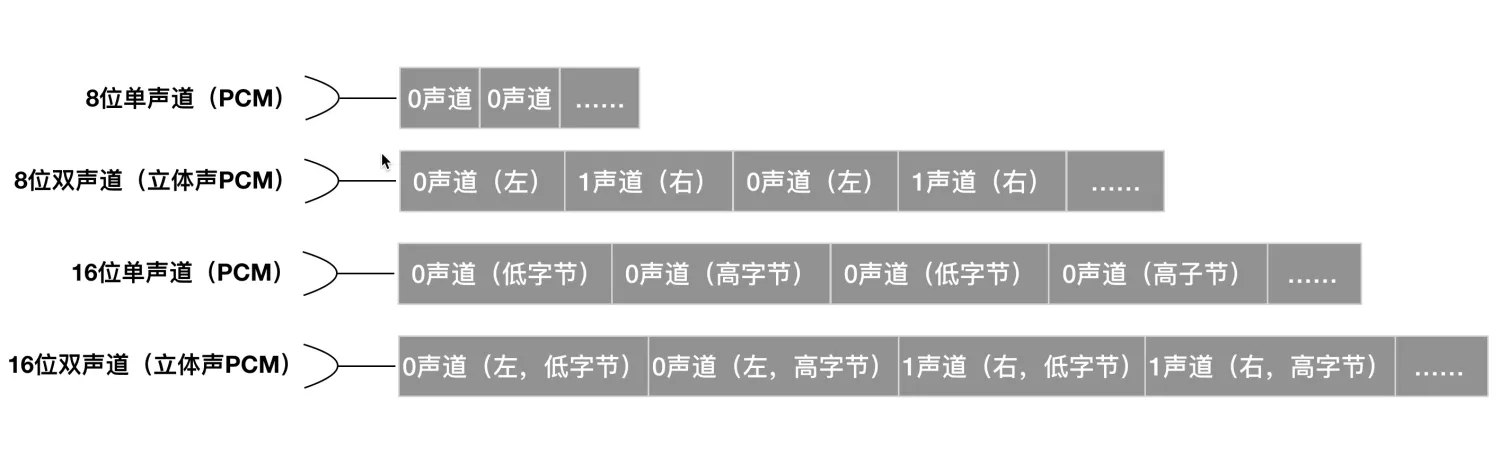 8位单声道（PCM） 0声道 0声道 ……
8位双声道（立体声PCM） 0声道（左） 1声道（右） 0声道（左） 1声道（右） ……
16位单声道（PCM） 0声道（低字节） 0声道（高字节） 0声道（低字节） 0声道（高子节） ……
16位双声道（立体声PCM） 0声道（左，低字节） 0声道（左，高字节） 1声道（右，低字节） 1声道（右，高字节） ……